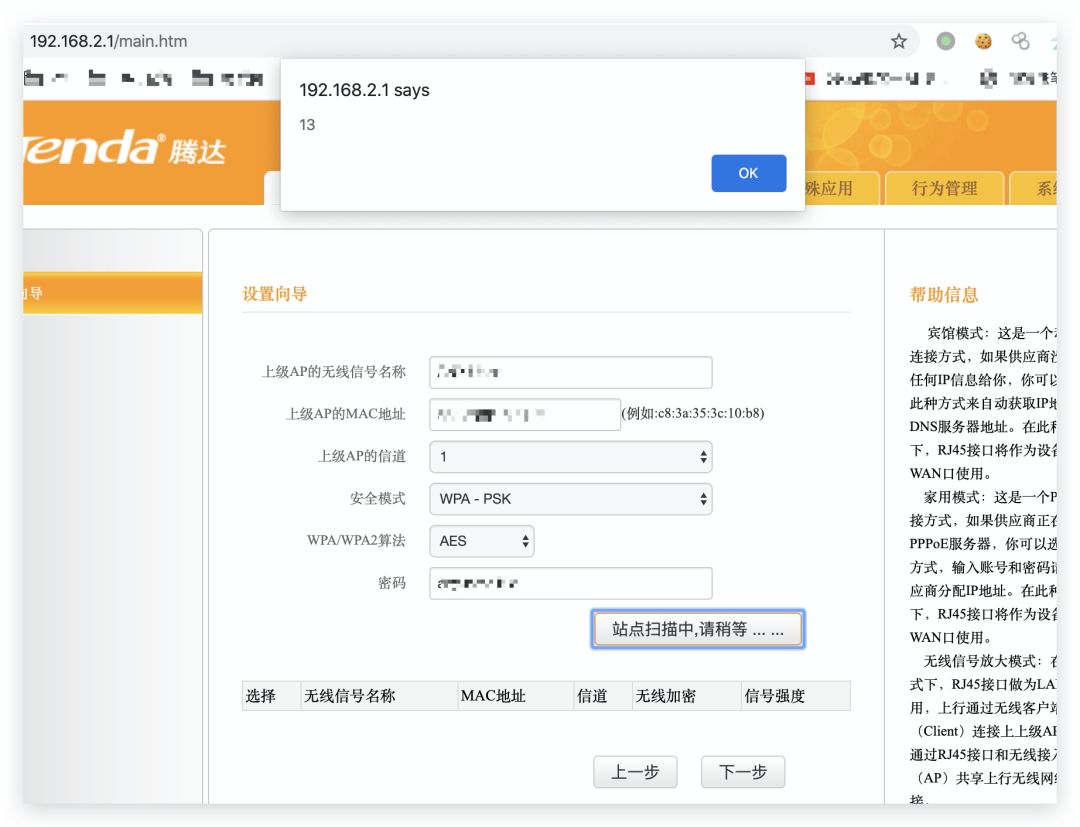 192.168.2.1/main.htm
192.168.2.1 says
13
OK
Tenda® 腾达
殊应用
行为管理
系
向导
设置向导
上级AP的无线信号名称
上级AP的MAC地址
(例如:c8:3a:35:3c:10:b8)
上级AP的信道
1
安全模式
WPA - PSK
WPA/WPA2算法
AES
密码
站点扫描中,请稍等 ... ...
选择 无线信号名称 MAC地址 信道 无线加密 信号强度
上一步 下一步
帮助信息
宾馆模式：这是一个
连接方式，如果供应商
任何IP信息给你，你可以
此种方式来自动获取IP地
DNS服务器地址。在此种
下，RJ45接口将作为设备
WAN口使用。
家用模式：这是一个P
接方式，如果供应商正在
PPPoE服务器，你可以选
方式，输入账号和密码
应商分配IP地址。在此种
下，RJ45接口将作为设备
WAN口使用。
无线信号放大模式：在
式下，RJ45接口做为LA
用，上行通过无线客户端
（Client）连接上上级AP
通过RJ45接口和无线接入
（AP）共享上行无线网络
接。